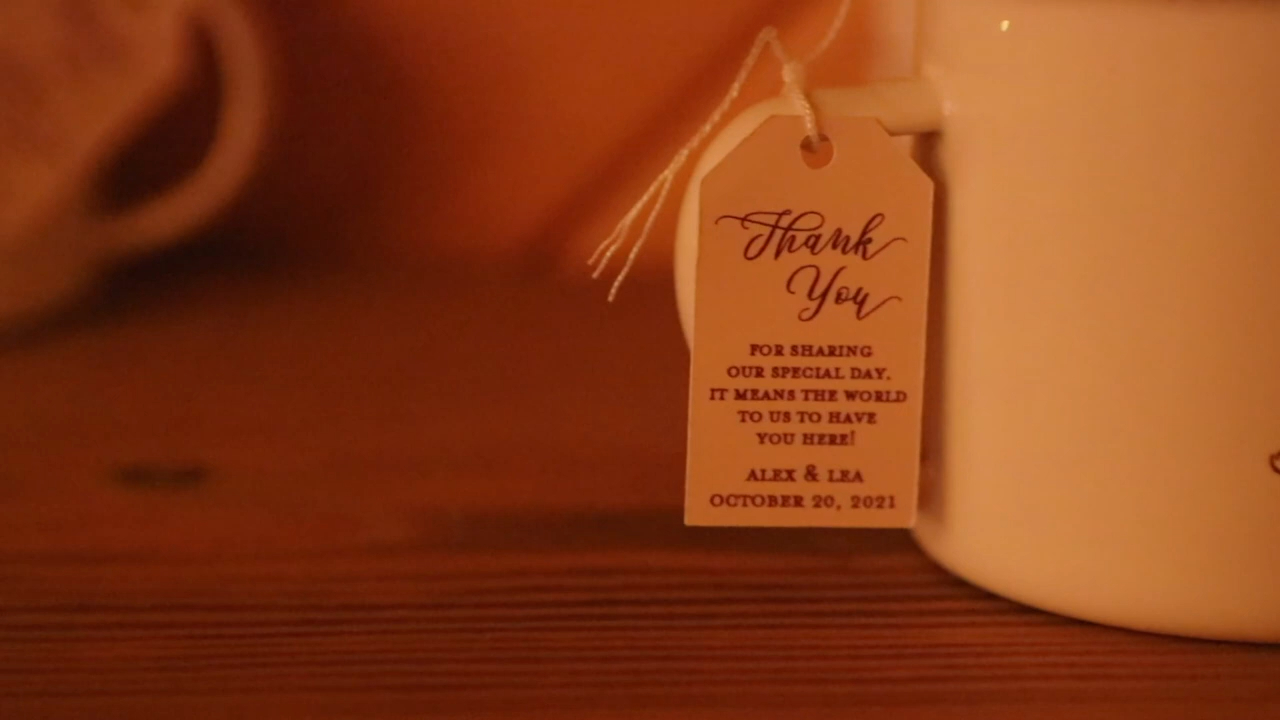 Thank
You
FOR SHARING
OUR SPECIAL DAY.
IT MEANS THE WORLD
TO US TO HAVE
YOU HERE!
ALEX & LEA
OCTOBER 20, 2021